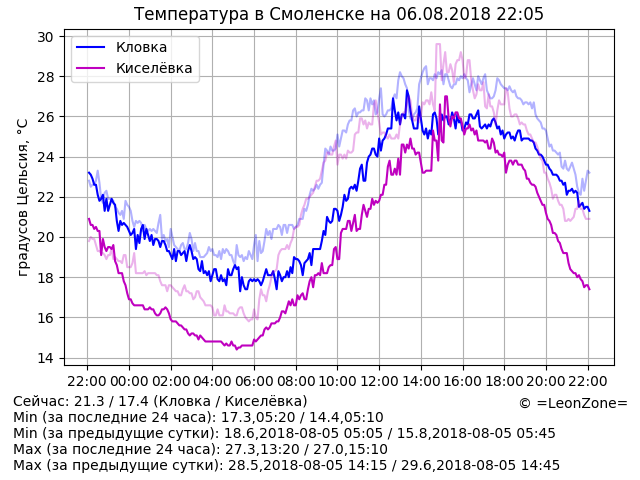 Температура в Смоленске на 06.08.2018 22:05
градусов Цельсия, °C
30
28
26
24
22
20
18
16
14
Кловка
Киселёвка
22:00 00:00 02:00 04:00 06:00 08:00 10:00 12:00 14:00 16:00 18:00 20:00 22:00
Сейчас: 21.3 / 17.4 (Кловка / Киселёвка)
© =LeonZone=
Min (за последние 24 часа): 17.3,05:20 / 14.4,05:10
Min (за предыдущие сутки): 18.6,2018-08-05 05:05 / 15.8,2018-08-05 05:45
Max (за последние 24 часа): 27.3,13:20 / 27.0,15:10
Max (за предыдущие сутки): 28.5,2018-08-05 14:15 / 29.6,2018-08-05 14:45